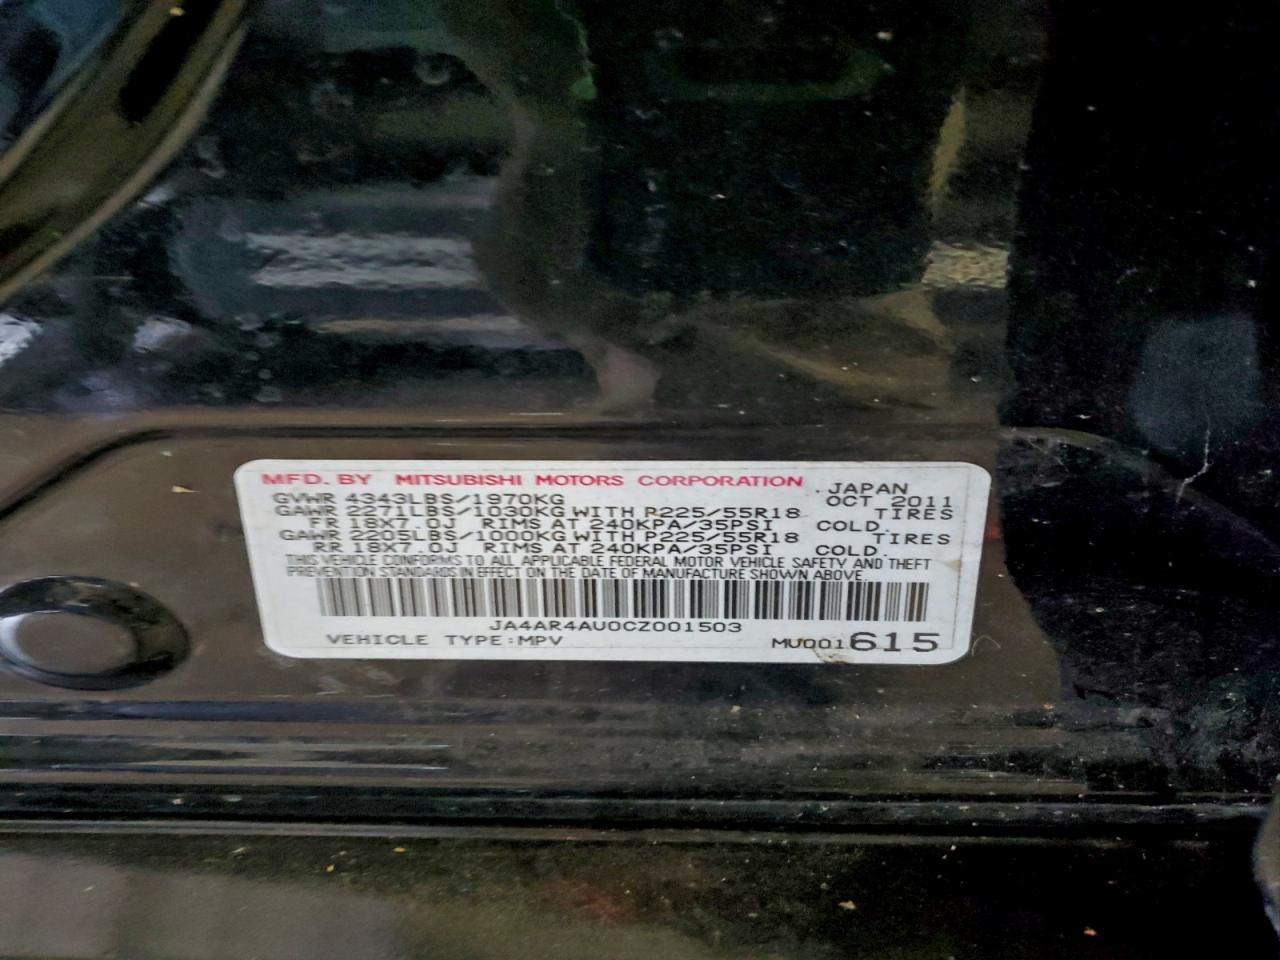 MFD. BY MITSUBISHI MOTORS CORPORATION . JAPAN
GVWR 4343LBS/1970KG OCT 2011
GAWR 2271LBS/1030KG WITH P225/55R18 TIRES
FR 18X7.0J RIMS AT 240KPA/35PSI COLD.
GAWR 2205LBS/1000KG WITH P225/55R18 TIRES
RR 18X7.0J RIMS AT 240KPA/35PSI COLD.
THIS VEHICLE CONFORMS TO ALL APPLICABLE FEDERAL MOTOR VEHICLE SAFETY AND THEFT
PREVENTION STANDARDS IN EFFECT ON THE DATE OF MANUFACTURE SHOWN ABOVE.
JA4AR4AU0CZ001503
VEHICLE TYPE:MPV MU001615